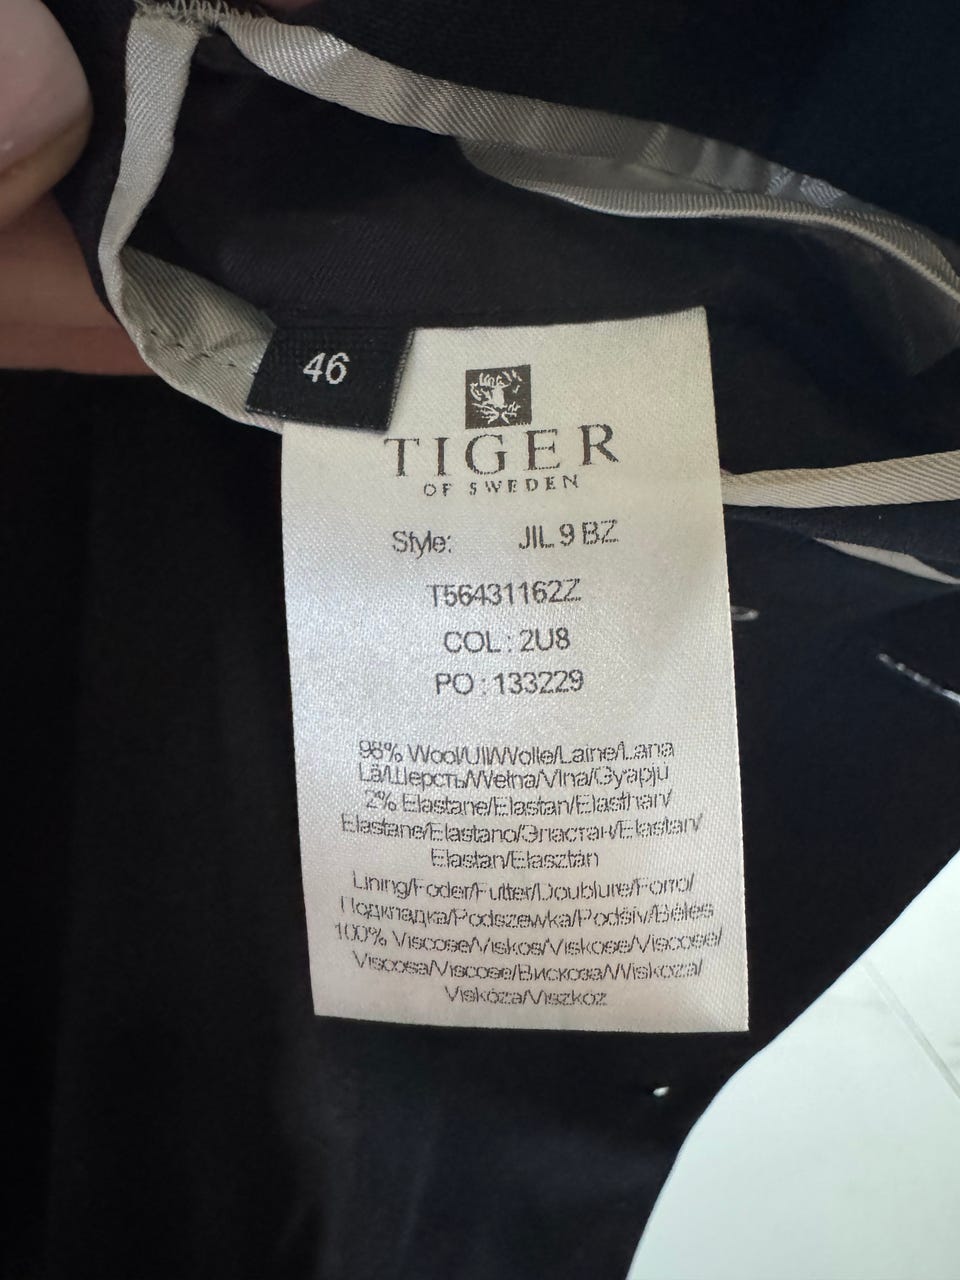 46
TIGER
OF SWEDEN
Style: JIL 9 BZ
T56431162Z
COL : 2U8
PO : 133229
98% Wool/Ull/Wolle/Laine/Lana
Lã/Шерсть/Wełna/Vlna/Gyapjú
2% Elastane/Elastan/Elasthan/
Elastane/Elastano/Эластан/Elastan/
Elastan/Elasztán
Lining/Foder/Futter/Doublure/Forro/
Подкладка/Podszewka/Podšív/Bélés
100% Viscose/Viskos/Viskose/Viscose/
Viscosa/Viscose/Вискоза/Wiskoza/
Viskóza/Viszkóz